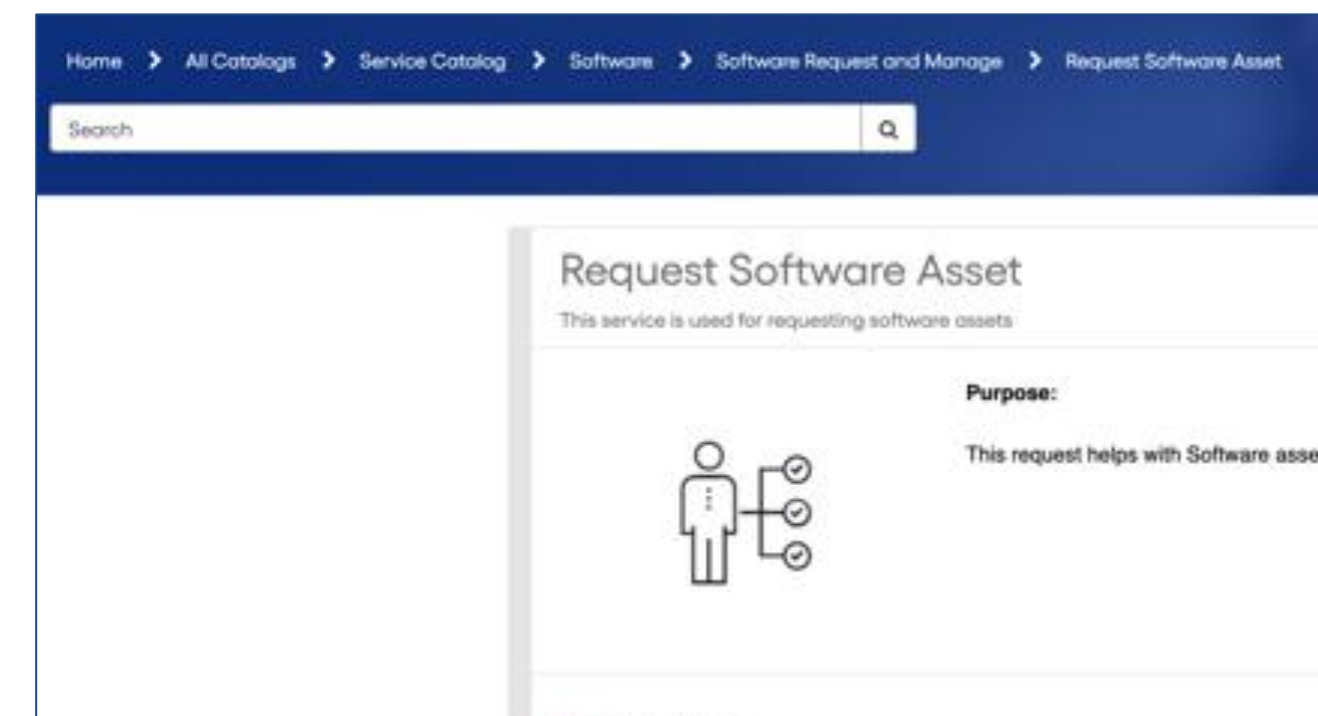 Home > All Catalogs > Service Catalog > Software > Software Request and Manage > Request Software Asset
Search
Request Software Asset
This service is used for requesting software assets
Purpose:
This request helps with Software asse